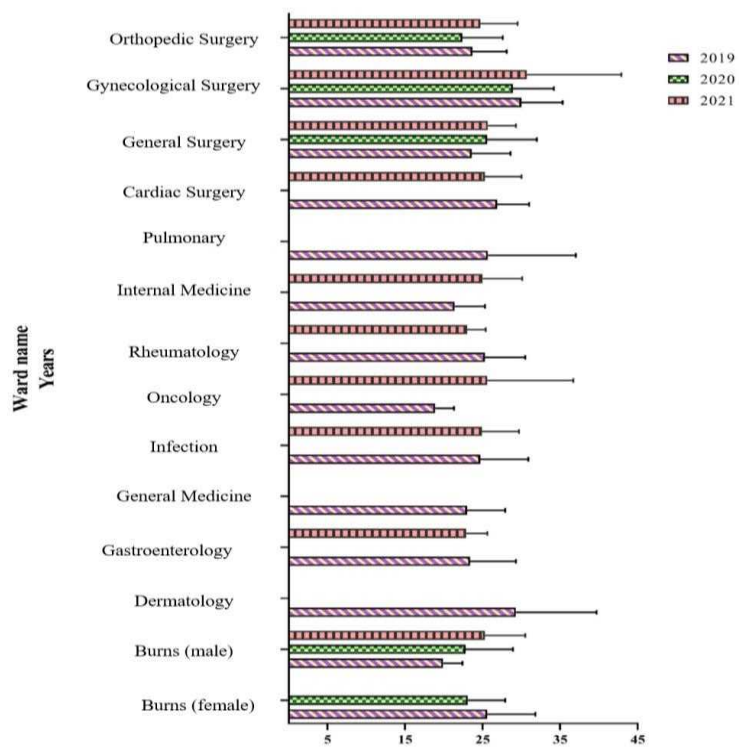 Orthopedic Surgery
Gynecological Surgery
General Surgery
Cardiac Surgery
Pulmonary
Internal Medicine
Rheumatology
Oncology
Infection
General Medicine
Gastroenterology
Dermatology
Burns (male)
Burns (female)
Ward name
Years
5 15 25 35 45
2019
2020
2021